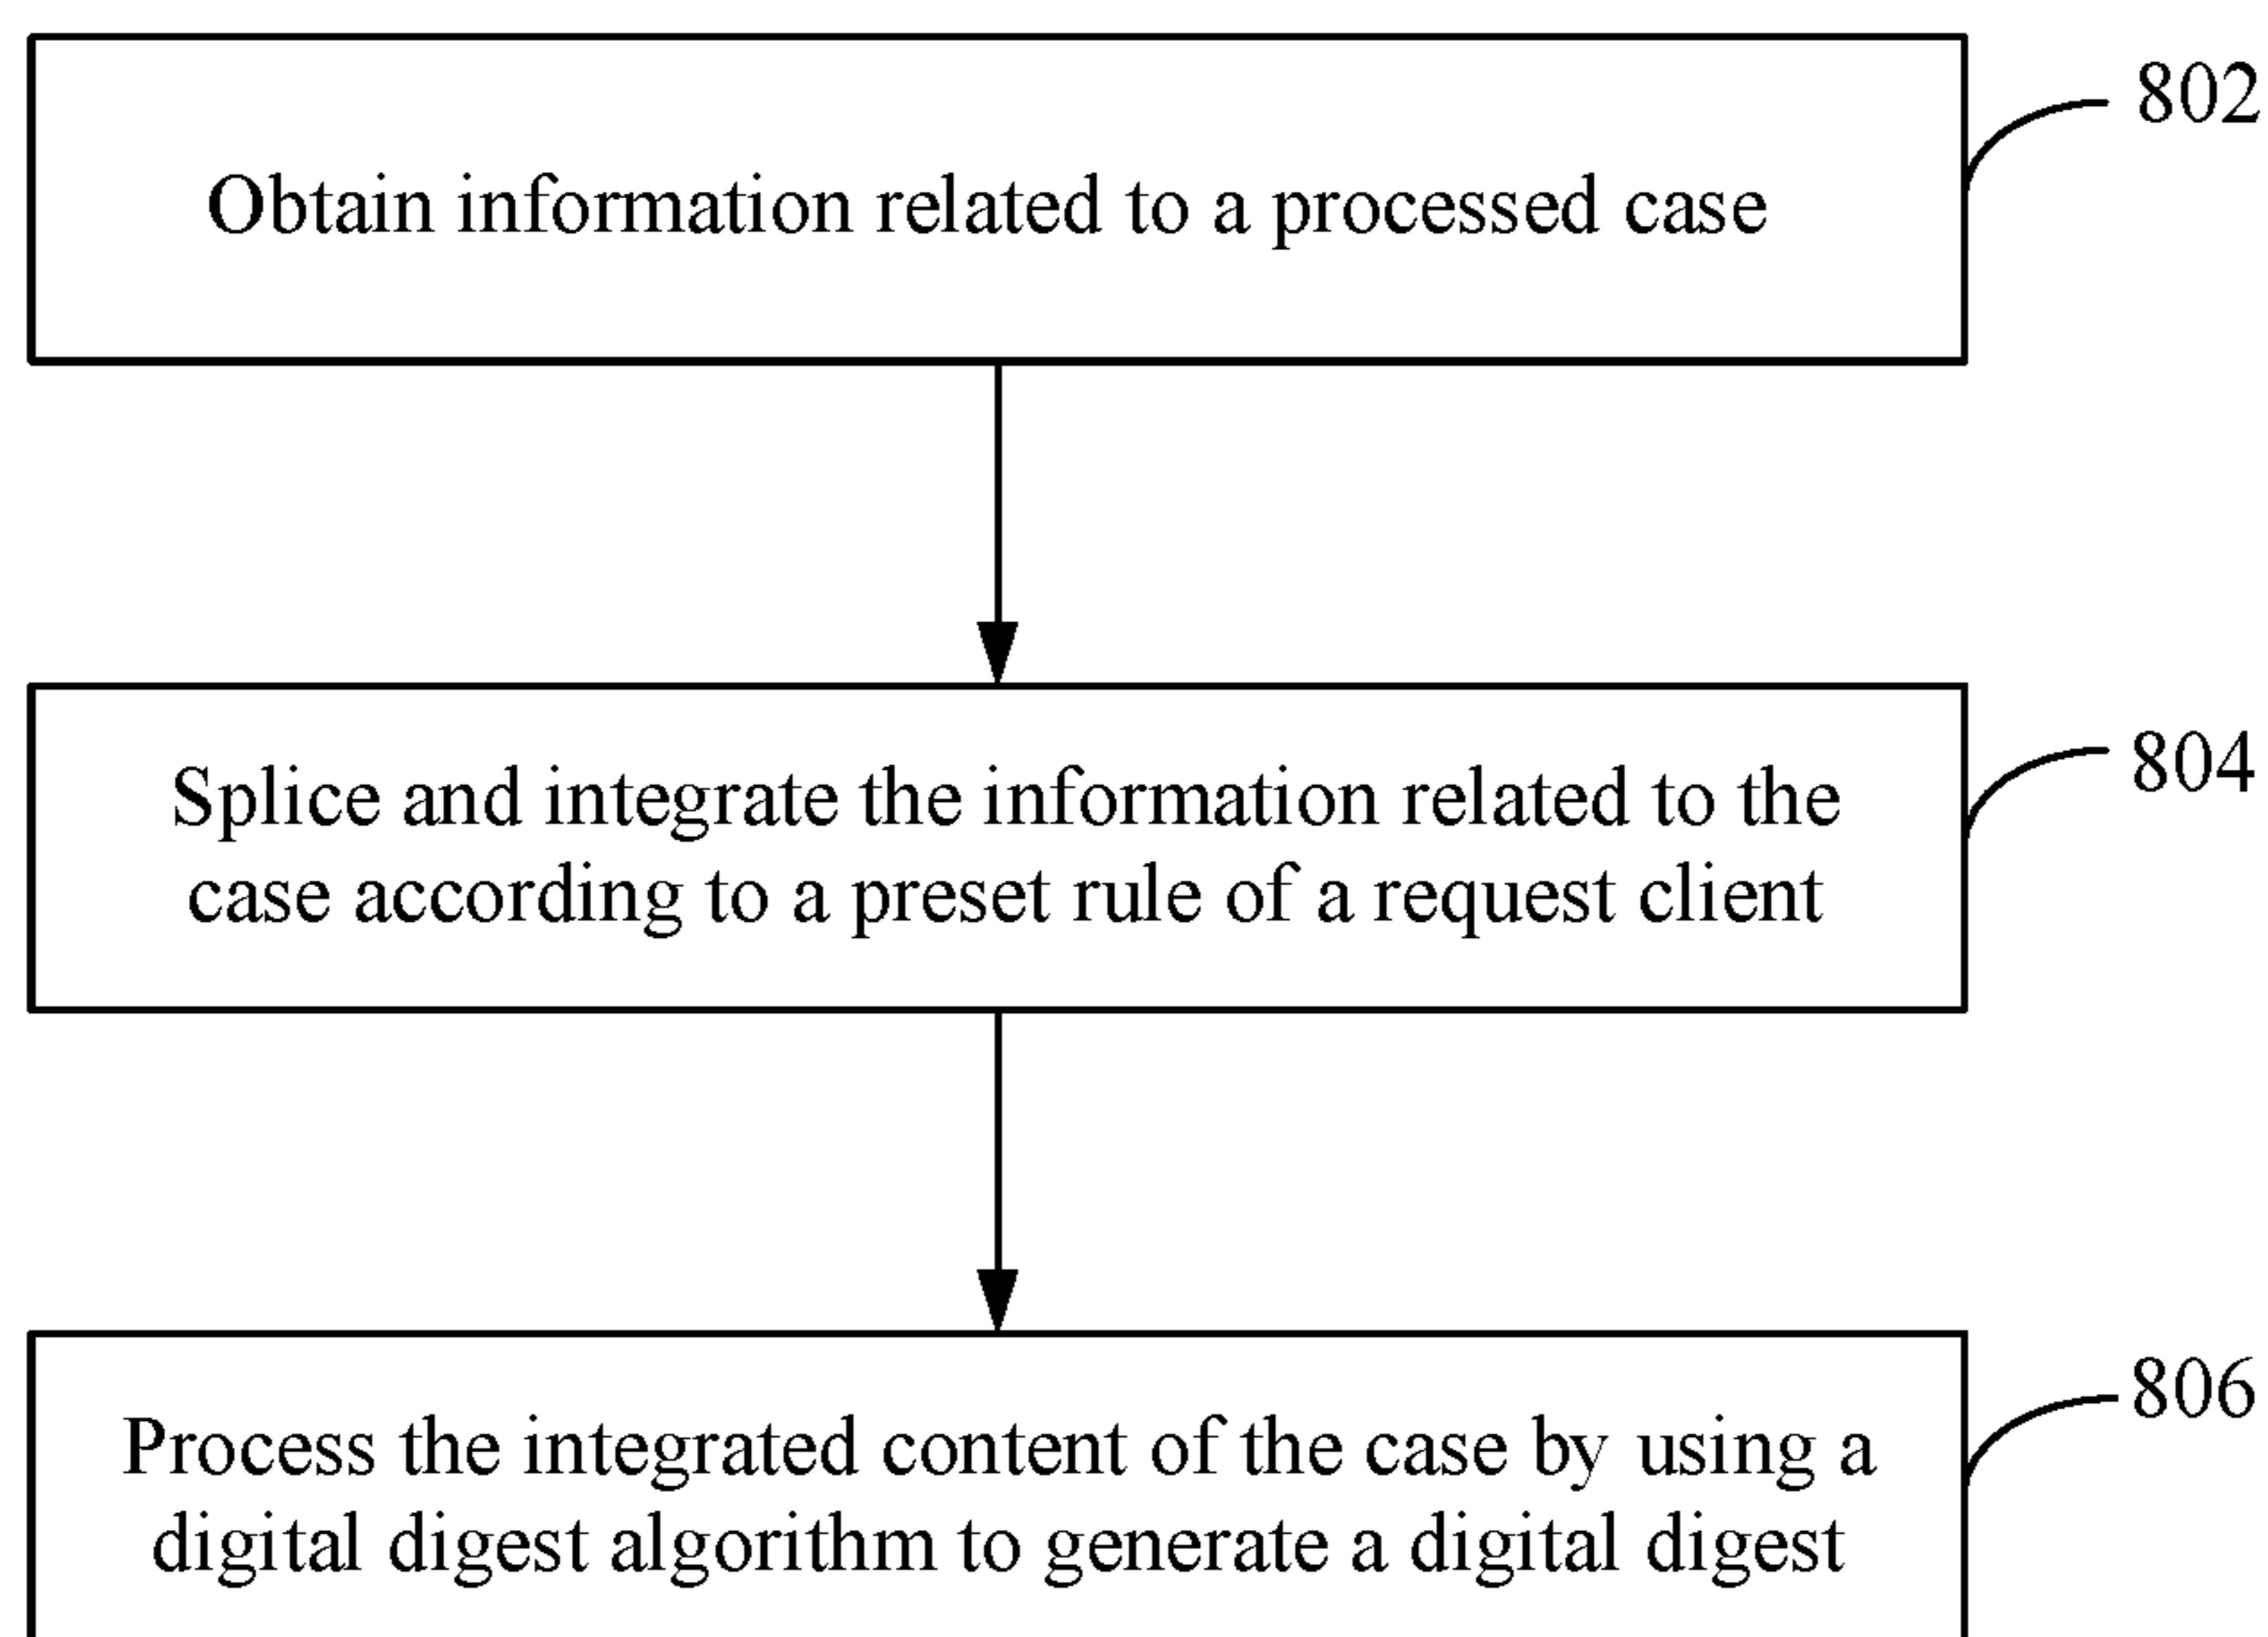 802
Obtain information related to a processed case
804
Splice and integrate the information related to the
case according to a preset rule of a request client
806
Process the integrated content of the case by using a
digital digest algorithm to generate a digital digest